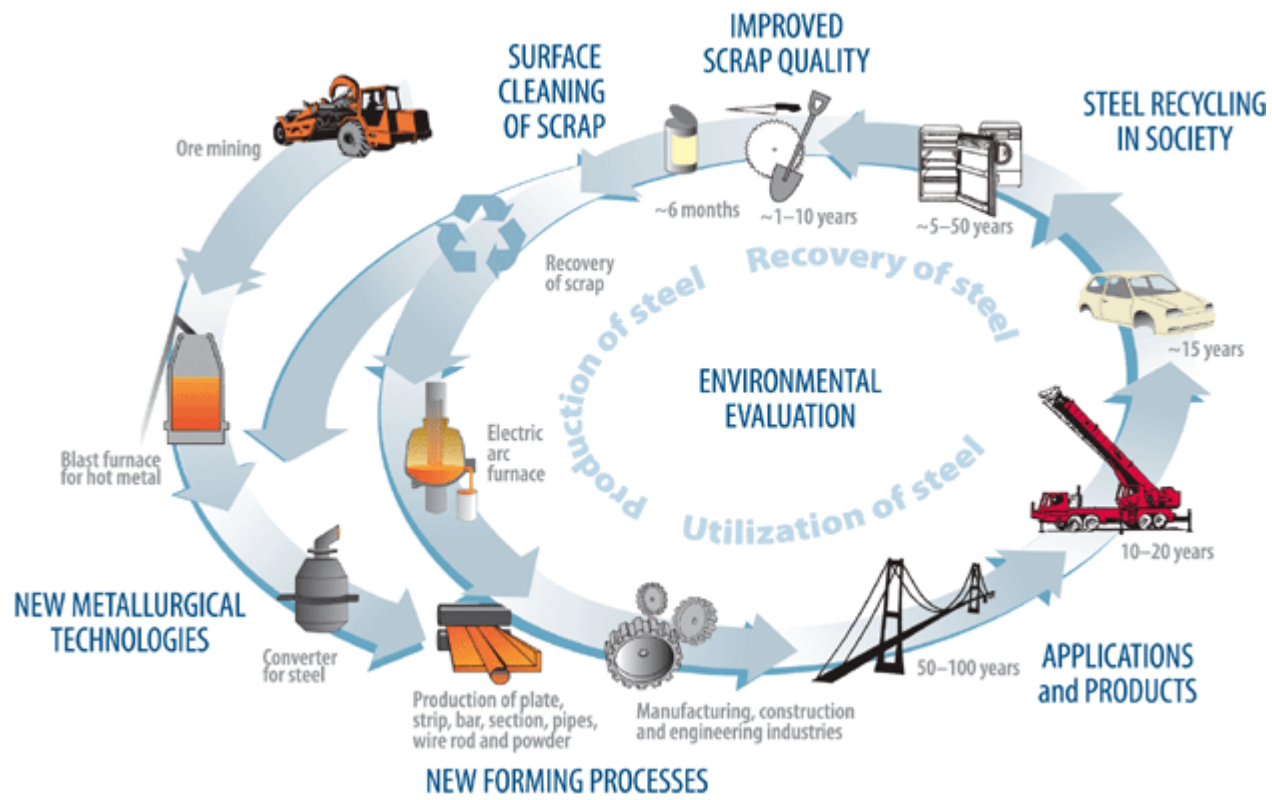 IMPROVED
SCRAP QUALITY
SURFACE
CLEANING
OF SCRAP
STEEL RECYCLING
IN SOCIETY
Ore mining
~6 months
~1–10 years
~5–50 years
Recovery
of scrap
Recovery of steel
Production of steel
~15 years
ENVIRONMENTAL
EVALUATION
Electric
arc
furnace
Blast furnace
for hot metal
Utilization of steel
10–20 years
NEW METALLURGICAL
TECHNOLOGIES
Converter
for steel
50–100 years
APPLICATIONS
and PRODUCTS
Production of plate,
strip, bar, section, pipes,
wire rod and powder
Manufacturing, construction
and engineering industries
NEW FORMING PROCESSES